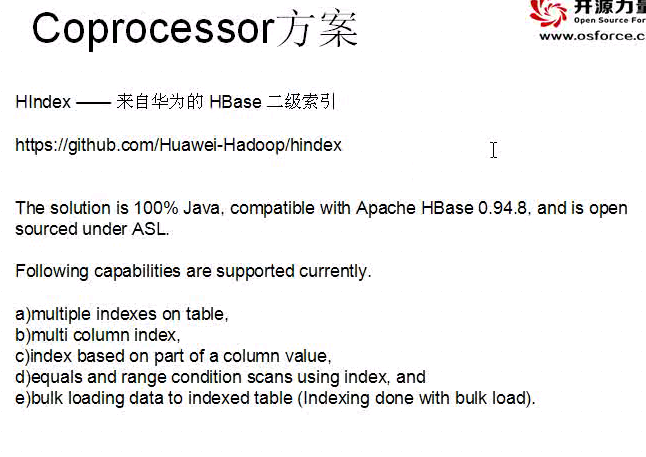 Coprocessor方案
开源力量
Open Source For
www.osforce.c
HIndex —— 来自华为的 HBase 二级索引
https://github.com/Huawei-Hadoop/hindex
The solution is 100% Java, compatible with Apache HBase 0.94.8, and is open
sourced under ASL.
Following capabilities are supported currently.
a)multiple indexes on table,
b)multi column index,
c)index based on part of a column value,
d)equals and range condition scans using index, and
e)bulk loading data to indexed table (Indexing done with bulk load).